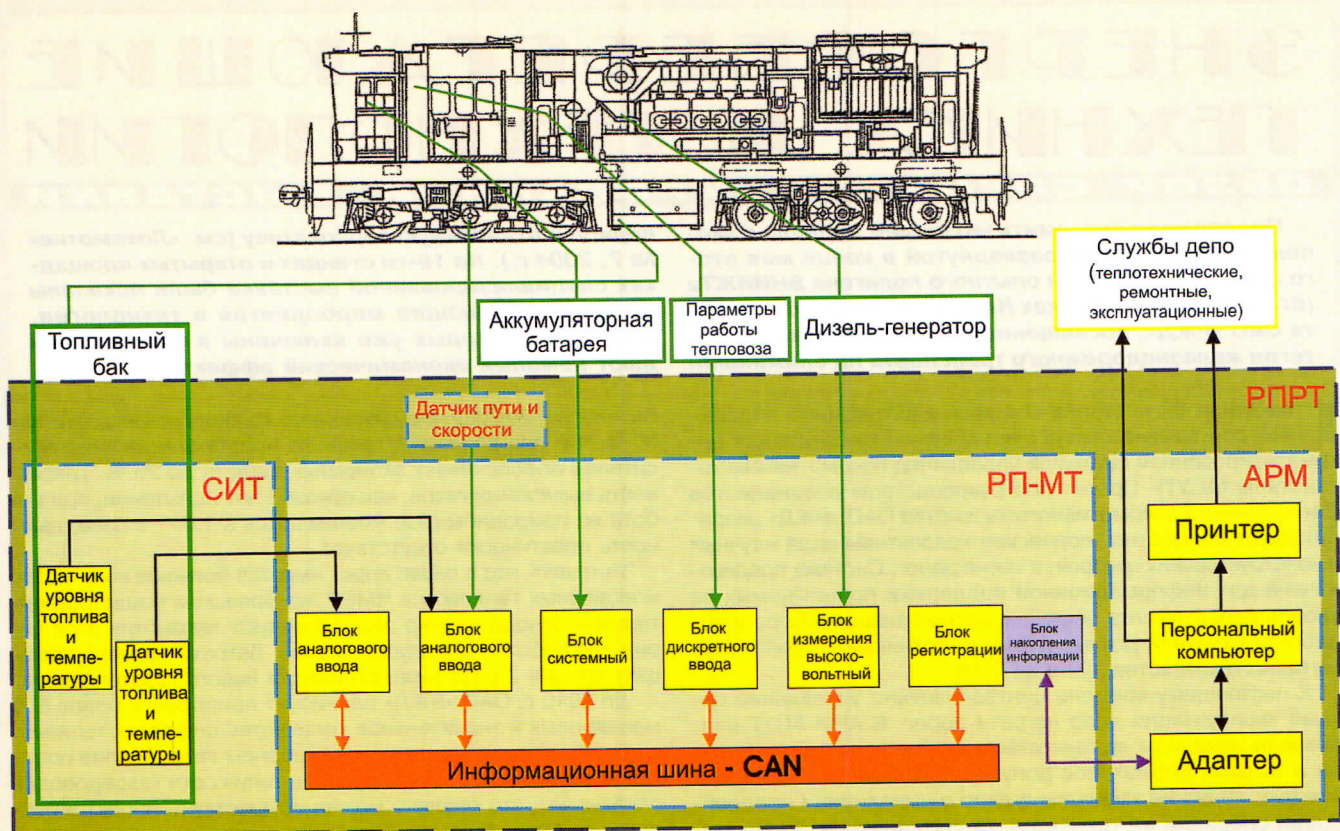 Службы депо
(теплотехнические,
ремонтные,
эксплуатационные)
Топливный
бак
Аккумуляторная
батарея
Параметры
работы
тепловоза
Дизель-генератор
РПРТ
Датчик пути и
скорости
СИТ
РП-МТ
АРМ
Датчик
уровня
топлива
и
темпе-
ратуры
Датчик
уровня
топлива
и
темпе-
ратуры
Блок
аналогового
ввода
Блок
аналогового
ввода
Блок
системный
Блок
дискретного
ввода
Блок
измерения
высоко-
вольтный
Блок
регистрации
Блок
накопления
информации
Принтер
Персональный
компьютер
Адаптер
Информационная шина - CAN